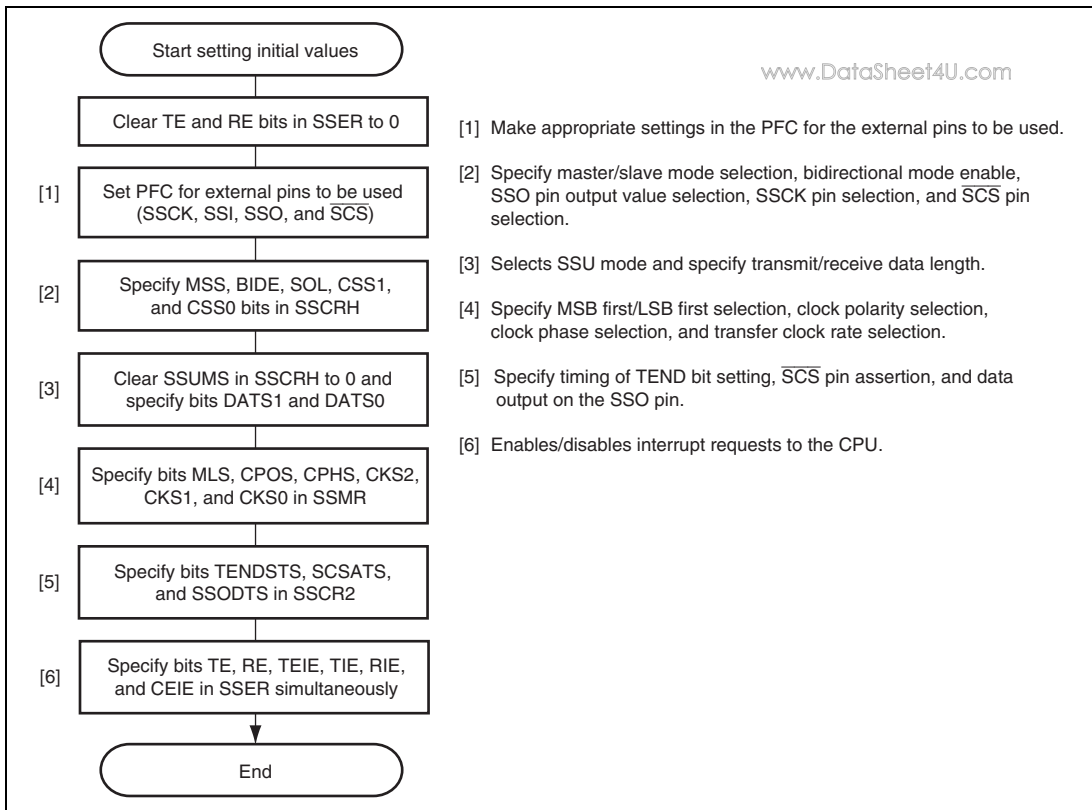 Start setting initial values
www.DataSheet4U.com
Clear TE and RE bits in SSER to 0
[1] Set PFC for external pins to be used
(SSCK, SSI, SSO, and SCS)
[2] Specify MSS, BIDE, SOL, CSS1,
and CSS0 bits in SSCRH
[3] Clear SSUMS in SSCRH to 0 and
specify bits DATS1 and DATS0
[4] Specify bits MLS, CPOS, CPHS, CKS2,
CKS1, and CKS0 in SSMR
[5] Specify bits TENDSTS, SCSATS,
and SSODTS in SSCR2
[6] Specify bits TE, RE, TEIE, TIE, RIE,
and CEIE in SSER simultaneously
End
[1] Make appropriate settings in the PFC for the external pins to be used.
[2] Specify master/slave mode selection, bidirectional mode enable,
SSO pin output value selection, SSCK pin selection, and SCS pin
selection.
[3] Selects SSU mode and specify transmit/receive data length.
[4] Specify MSB first/LSB first selection, clock polarity selection,
clock phase selection, and transfer clock rate selection.
[5] Specify timing of TEND bit setting, SCS pin assertion, and data
output on the SSO pin.
[6] Enables/disables interrupt requests to the CPU.